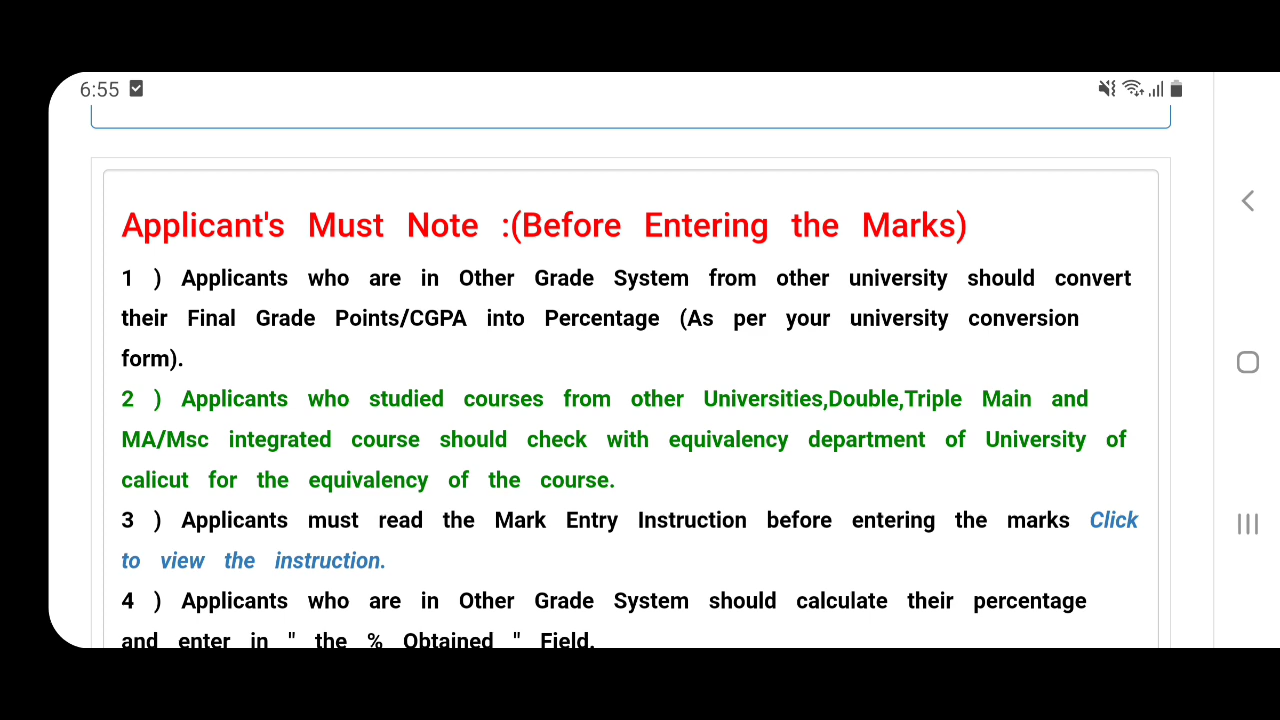 6:55
Applicant's Must Note :(Before Entering the Marks)
1 ) Applicants who are in Other Grade System from other university should convert
their Final Grade Points/CGPA into Percentage (As per your university conversion
form).
2 ) Applicants who studied courses from other Universities,Double,Triple Main and
MA/Msc integrated course should check with equivalency department of University of
calicut for the equivalency of the course.
3 ) Applicants must read the Mark Entry Instruction before entering the marks Click
to view the instruction.
4 ) Applicants who are in Other Grade System should calculate their percentage
and enter in " the % Obtained " Field.